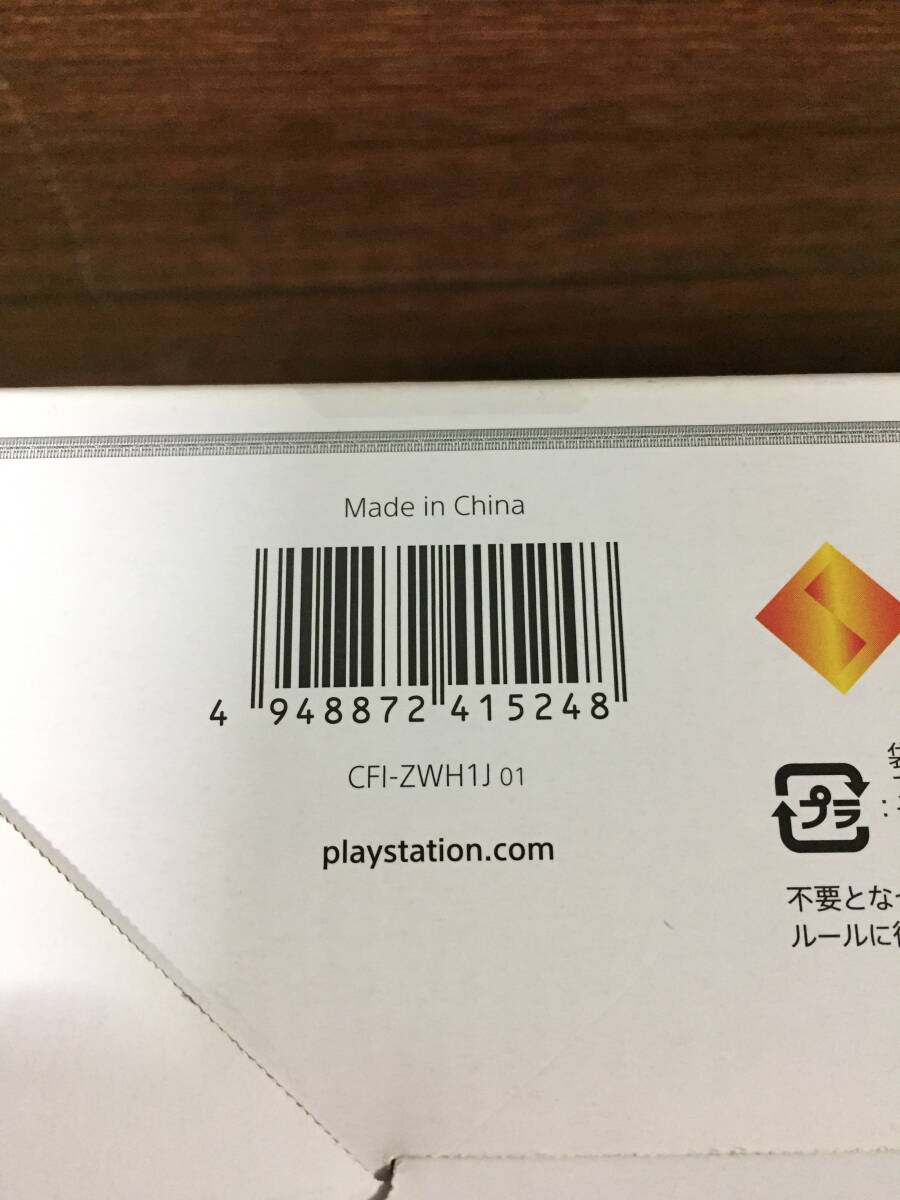 Made in China
4 948872 415248
CFI-ZWH1J 01
playstation.com
プラ
不要となっ
ルールに